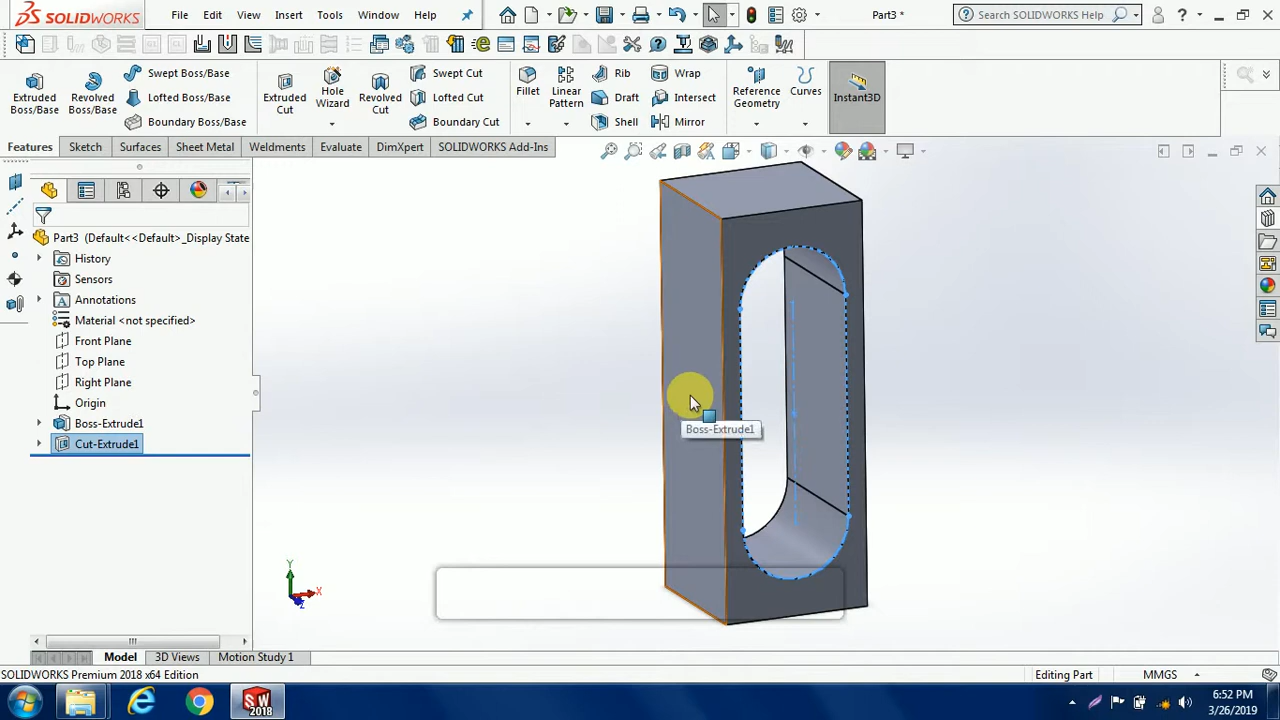 SOLIDWORKS
File Edit View Insert Tools Window Help
Part3 *
Search SOLIDWORKS Help
?
Extruded Boss/Base
Revolved Boss/Base
Swept Boss/Base
Lofted Boss/Base
Boundary Boss/Base
Extruded Cut
Hole Wizard
Revolved Cut
Swept Cut
Lofted Cut
Boundary Cut
Fillet
Linear Pattern
Rib
Draft
Shell
Wrap
Intersect
Mirror
Reference Geometry
Curves
Instant3D
Features Sketch Surfaces Sheet Metal Weldments Evaluate DimXpert SOLIDWORKS Add-Ins
Part3 (Default<<Default>_Display State
History
Sensors
Annotations
Material <not specified>
Front Plane
Top Plane
Right Plane
Origin
Boss-Extrude1
Cut-Extrude1
Boss-Extrude1
Y
X
Z
Model 3D Views Motion Study 1
SOLIDWORKS Premium 2018 x64 Edition
Editing Part
MMGS
SW
2018
6:52 PM
3/26/2019